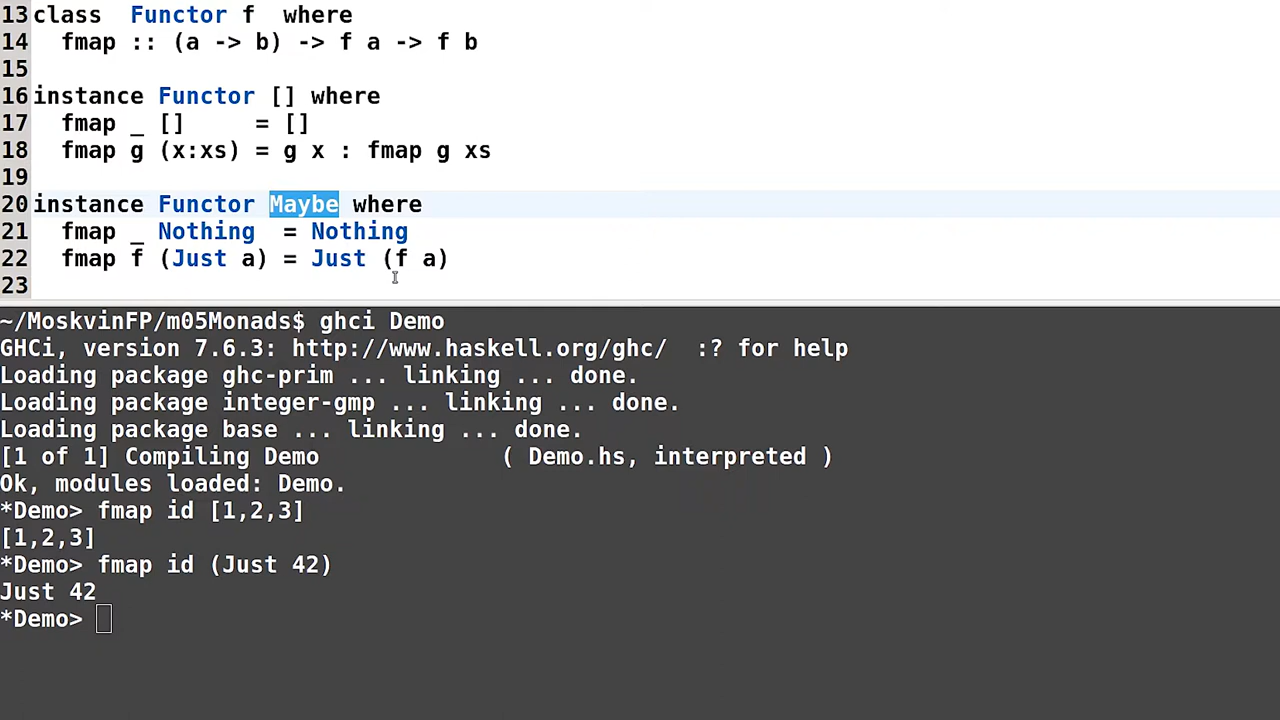 13 class  Functor f  where
14   fmap :: (a -> b) -> f a -> f b
15
16 instance Functor [] where
17   fmap _ []     = []
18   fmap g (x:xs) = g x : fmap g xs
19
20 instance Functor Maybe where
21   fmap _ Nothing  = Nothing
22   fmap f (Just a) = Just (f a)
23
~/MoskvinFP/m05Monads$ ghci Demo
GHCi, version 7.6.3: http://www.haskell.org/ghc/  :? for help
Loading package ghc-prim ... linking ... done.
Loading package integer-gmp ... linking ... done.
Loading package base ... linking ... done.
[1 of 1] Compiling Demo             ( Demo.hs, interpreted )
Ok, modules loaded: Demo.
*Demo> fmap id [1,2,3]
[1,2,3]
*Demo> fmap id (Just 42)
Just 42
*Demo>